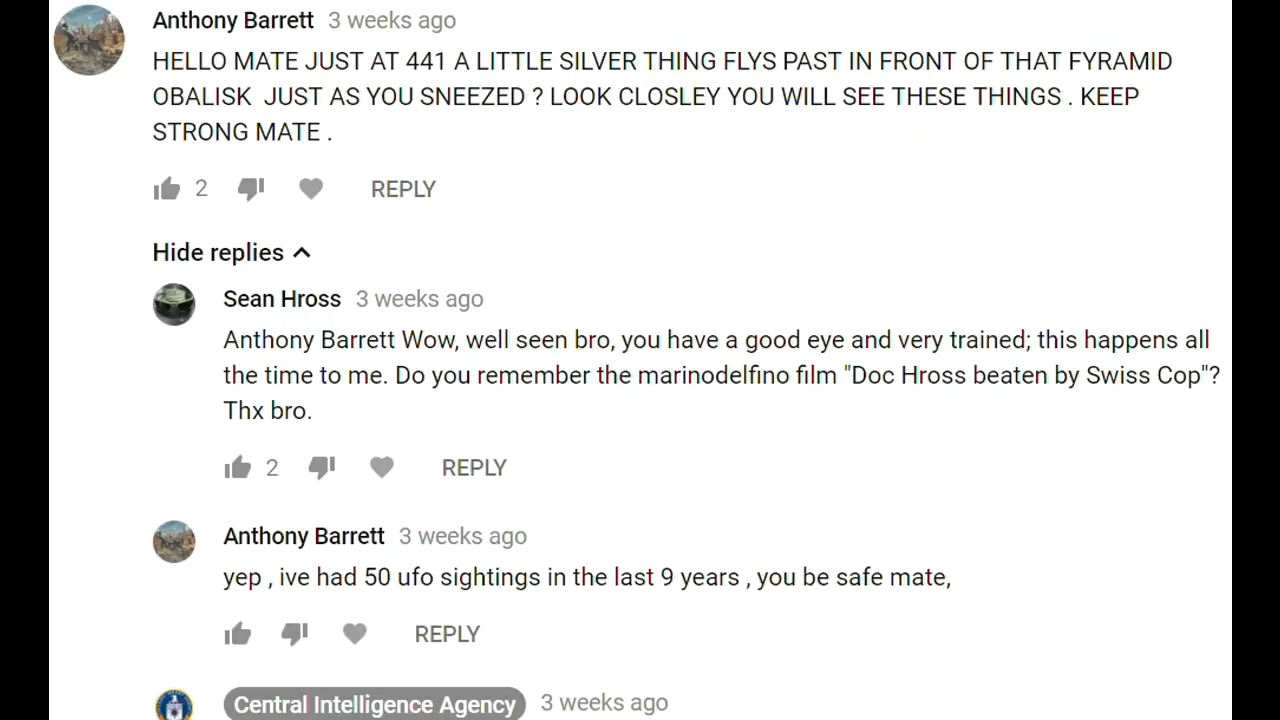 Anthony Barrett 3 weeks ago
HELLO MATE JUST AT 441 A LITTLE SILVER THING FLYS PAST IN FRONT OF THAT FYRAMID
OBALISK  JUST AS YOU SNEEZED ? LOOK CLOSLEY YOU WILL SEE THESE THINGS . KEEP
STRONG MATE .
2 REPLY
Hide replies
Sean Hross 3 weeks ago
Anthony Barrett Wow, well seen bro, you have a good eye and very trained; this happens all
the time to me. Do you remember the marinodelfino film "Doc Hross beaten by Swiss Cop"?
Thx bro.
2 REPLY
Anthony Barrett 3 weeks ago
yep , ive had 50 ufo sightings in the last 9 years , you be safe mate,
REPLY
Central Intelligence Agency 3 weeks ago